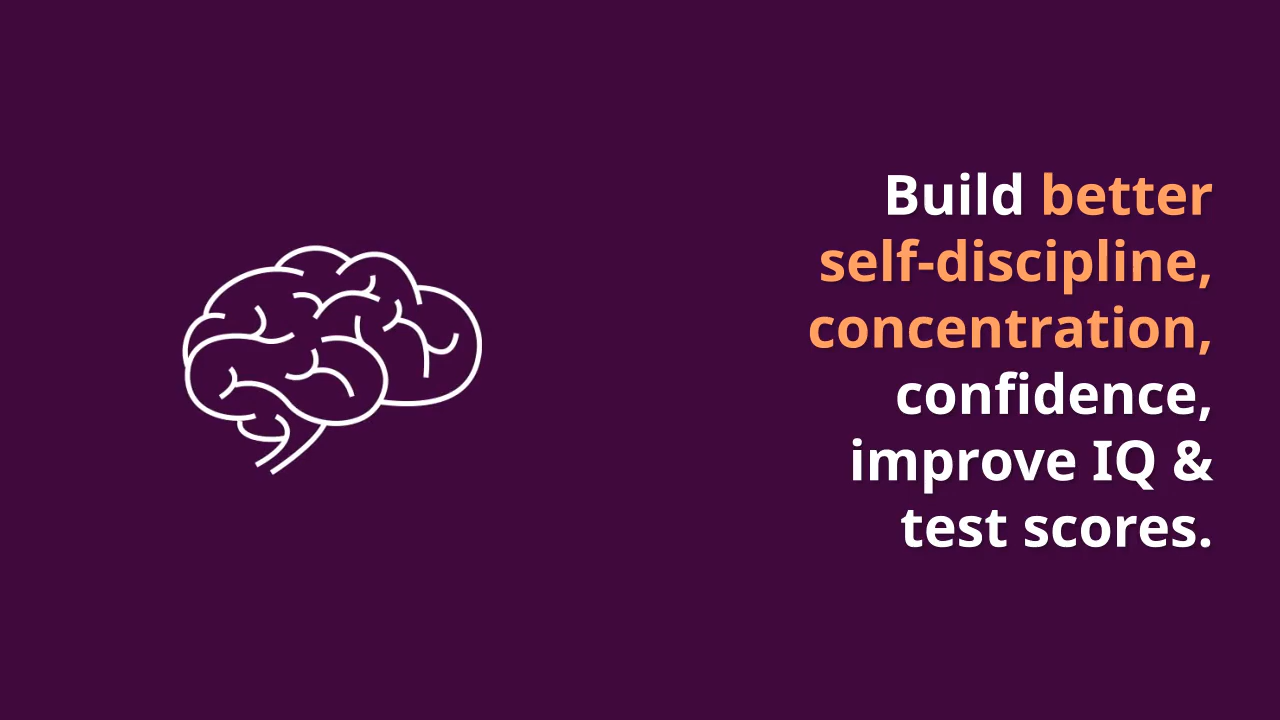 Build better
self-discipline,
concentration,
confidence,
improve IQ &
test scores.